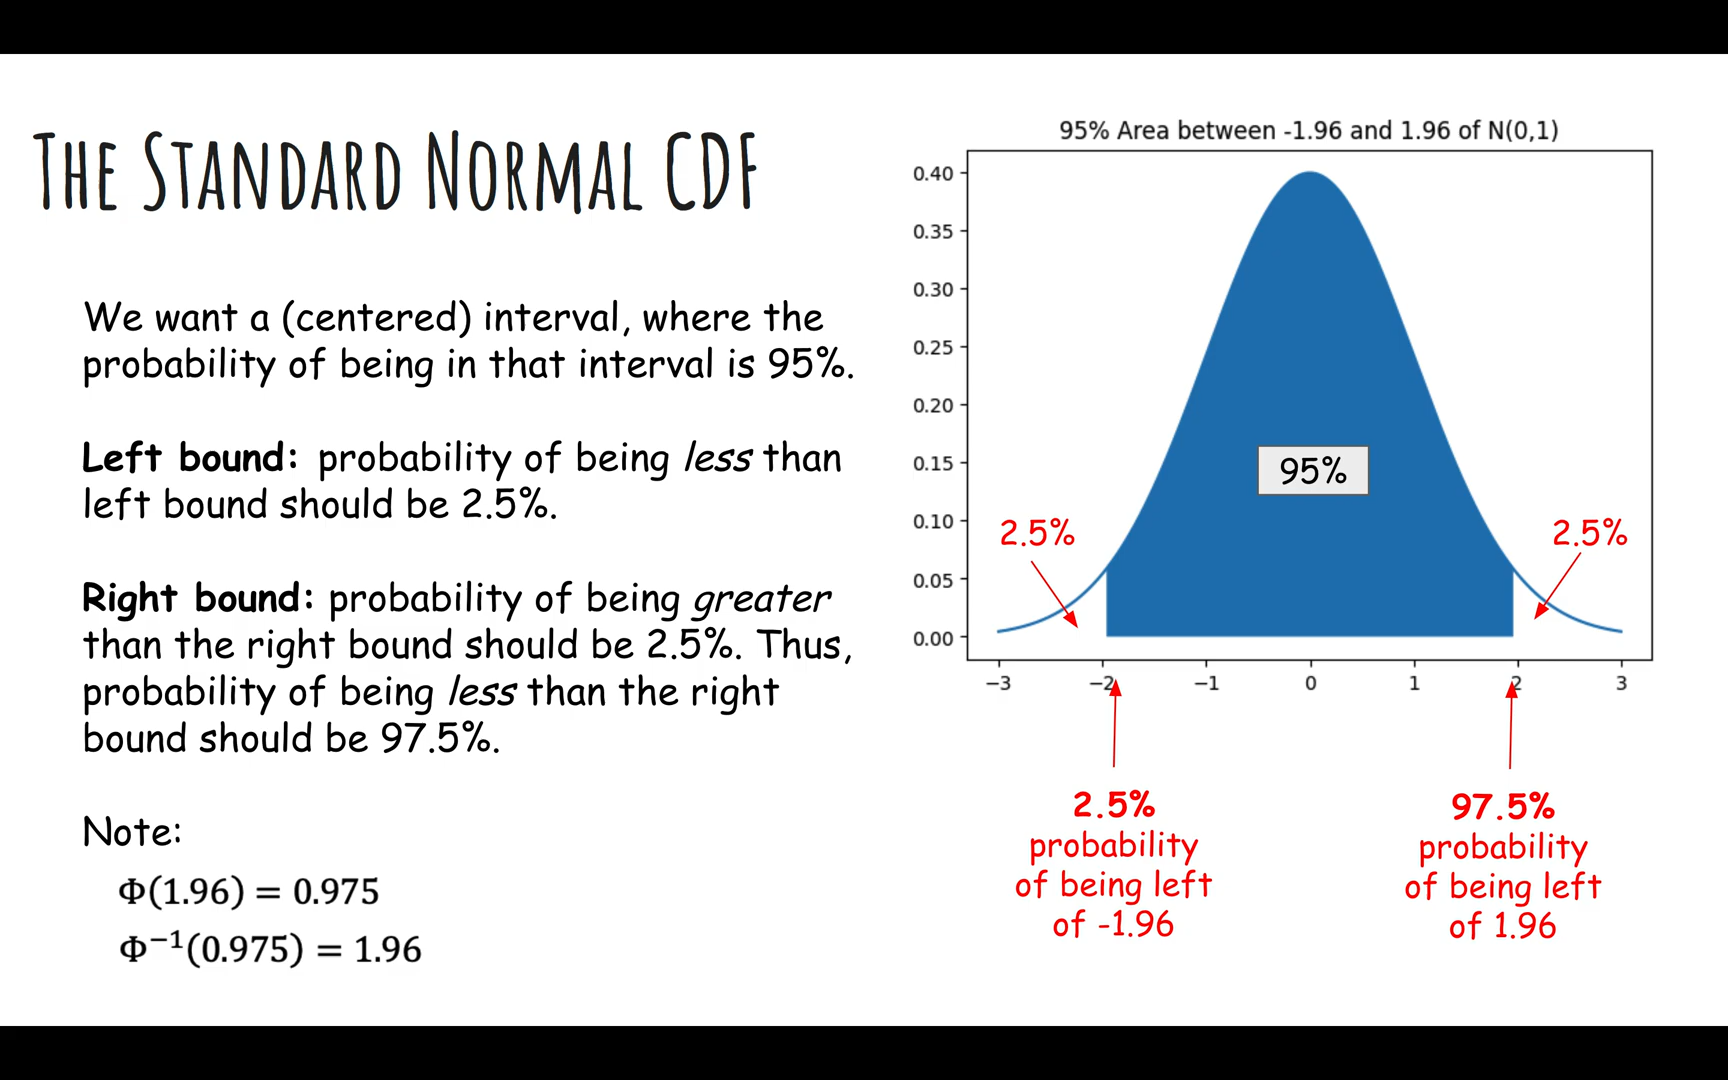 THE STANDARD NORMAL CDF
We want a (centered) interval, where the
probability of being in that interval is 95%.
Left bound: probability of being less than
left bound should be 2.5%.
Right bound: probability of being greater
than the right bound should be 2.5%. Thus,
probability of being less than the right
bound should be 97.5%.
Note:
Φ(1.96) = 0.975
Φ⁻¹(0.975) = 1.96
95% Area between -1.96 and 1.96 of N(0,1)
0.40
0.35
0.30
0.25
0.20
0.15
0.10
0.05
0.00
95%
2.5%
2.5%
−3 −2 −1 0 1 2 3
2.5%
probability
of being left
of -1.96
97.5%
probability
of being left
of 1.96